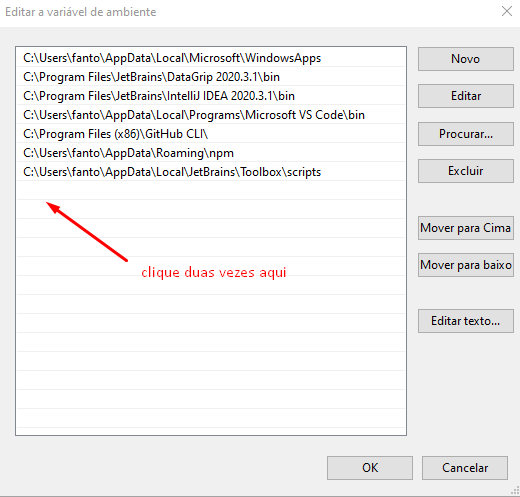 Editar a variável de ambiente
C:\Users\fanto\AppData\Local\Microsoft\WindowsApps
C:\Program Files\JetBrains\DataGrip 2020.3.1\bin
C:\Program Files\JetBrains\IntelliJ IDEA 2020.3.1\bin
C:\Users\fanto\AppData\Local\Programs\Microsoft VS Code\bin
C:\Program Files (x86)\GitHub CLI\
C:\Users\fanto\AppData\Roaming\npm
C:\Users\fanto\AppData\Local\JetBrains\Toolbox\scripts
clique duas vezes aqui
Novo
Editar
Procurar...
Excluir
Mover para Cima
Mover para baixo
Editar texto...
OK
Cancelar